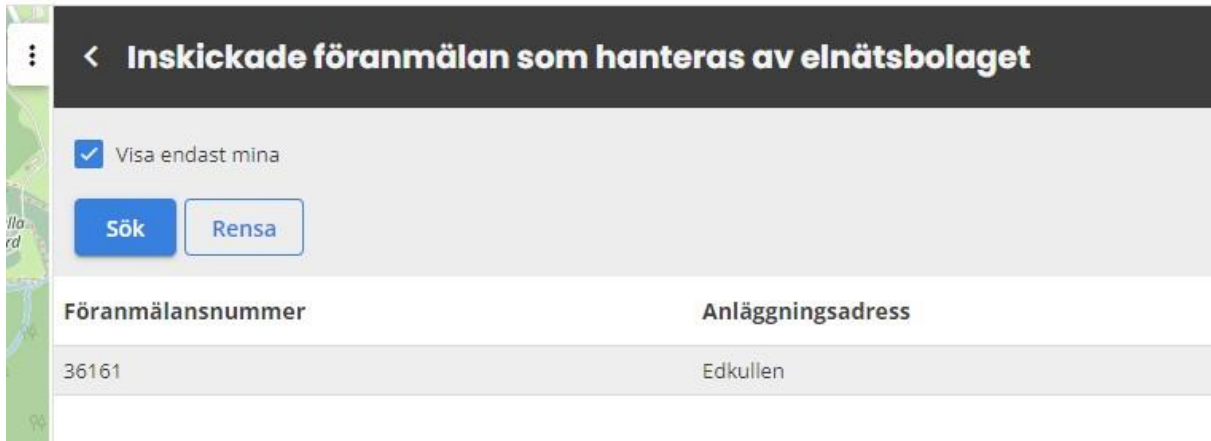 Inskickade föranmälan som hanteras av elnätsbolaget
Visa endast mina
Sök Rensa
Föranmälansnummer Anläggningsadress
36161 Edkullen